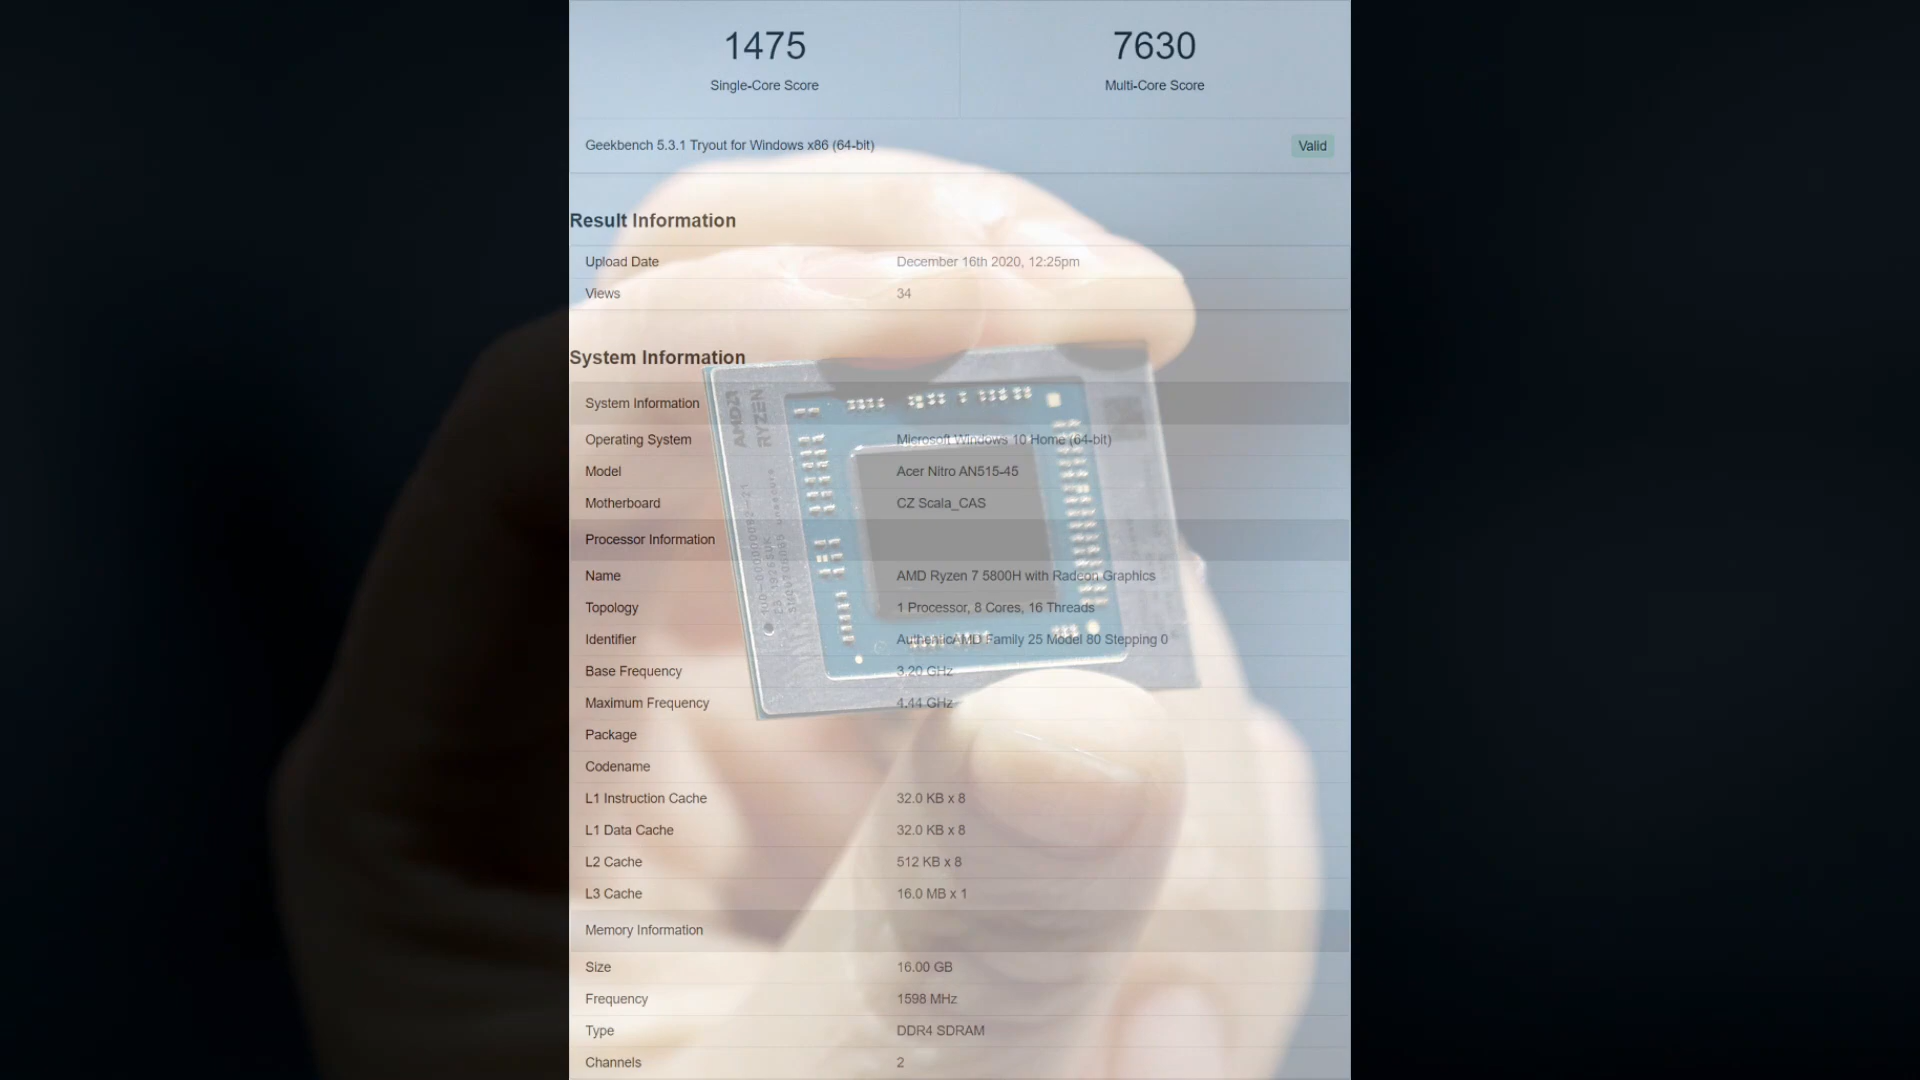 1475 7630
Single-Core Score Multi-Core Score
Geekbench 5.3.1 Tryout for Windows x86 (64-bit) Valid
Result Information
Upload Date December 16th 2020, 12:25pm
Views 34
System Information
System Information
Operating System Microsoft Windows 10 Home (64-bit)
Model Acer Nitro AN515-45
Motherboard CZ Scala_CAS
Processor Information
Name AMD Ryzen 7 5800H with Radeon Graphics
Topology 1 Processor, 8 Cores, 16 Threads
Identifier AuthenticAMD Family 25 Model 80 Stepping 0
Base Frequency 3.20 GHz
Maximum Frequency 4.44 GHz
Package
Codename
L1 Instruction Cache 32.0 KB x 8
L1 Data Cache 32.0 KB x 8
L2 Cache 512 KB x 8
L3 Cache 16.0 MB x 1
Memory Information
Size 16.00 GB
Frequency 1598 MHz
Type DDR4 SDRAM
Channels 2
AMD
RYZEN